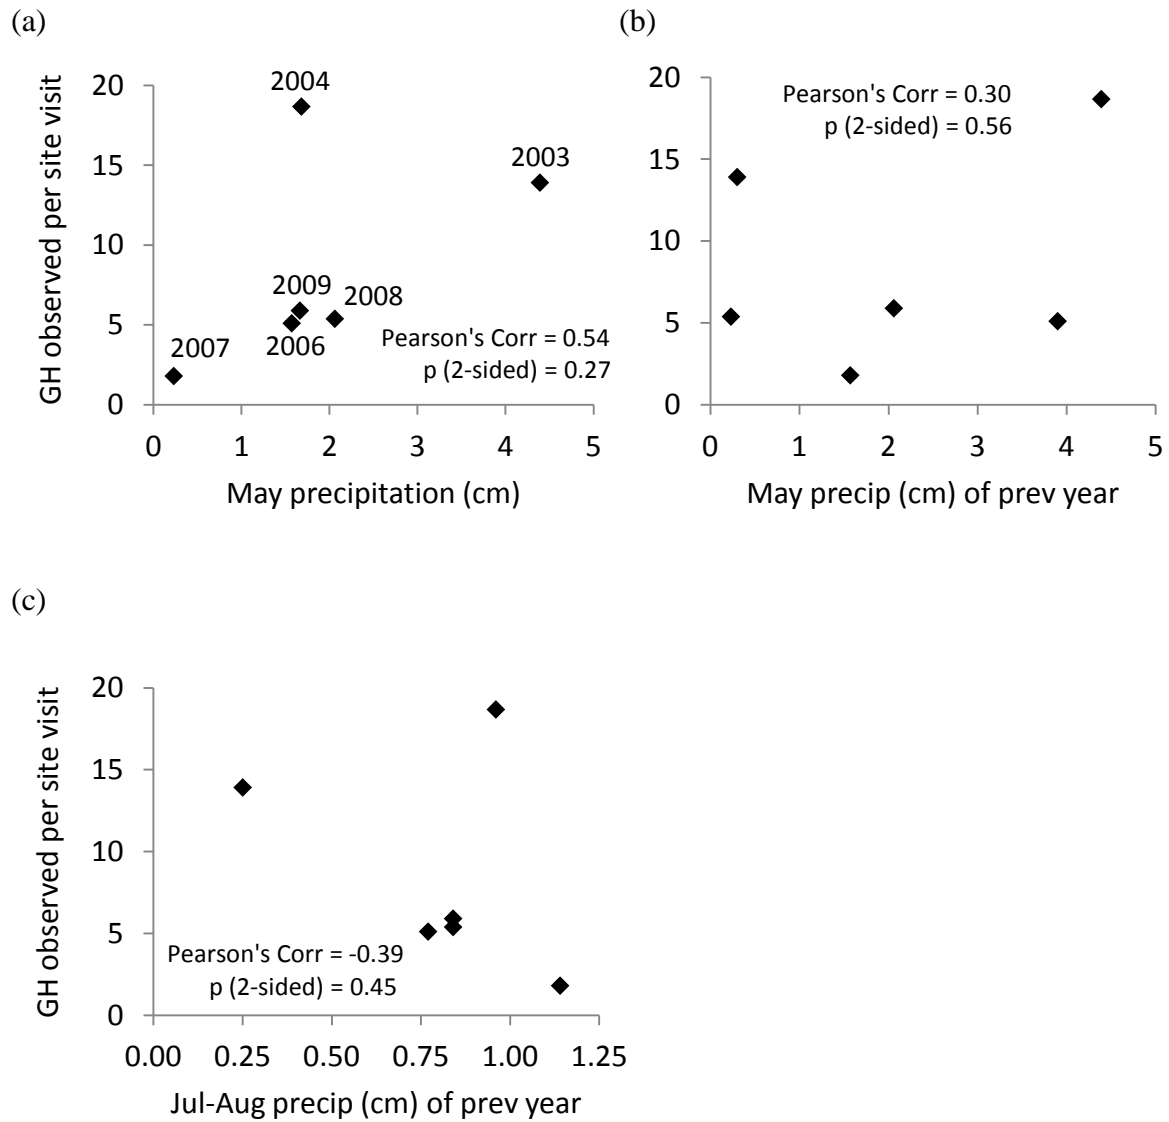 (a)
GH observed per site visit
20
15
10
5
0
2004
2003
2009
2008
2007
2006
Pearson's Corr = 0.54
p (2-sided) = 0.27
0 1 2 3 4 5
May precipitation (cm)
(b)
20
15
10
5
0
Pearson's Corr = 0.30
p (2-sided) = 0.56
0 1 2 3 4 5
May precip (cm) of prev year
(c)
GH observed per site visit
20
15
10
5
0
Pearson's Corr = -0.39
p (2-sided) = 0.45
0.00 0.25 0.50 0.75 1.00 1.25
Jul-Aug precip (cm) of prev year